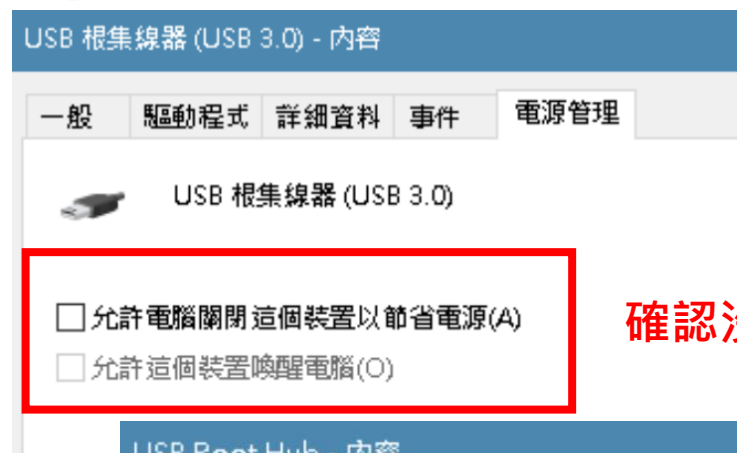 USB 根集線器 (USB 3.0) - 內容
一般 驅動程式 詳細資料 事件 電源管理
USB 根集線器 (USB 3.0)
允許電腦關閉這個裝置以節省電源(A)
確認沒
允許這個裝置喚醒電腦(O)
USB Root Hub - 內容